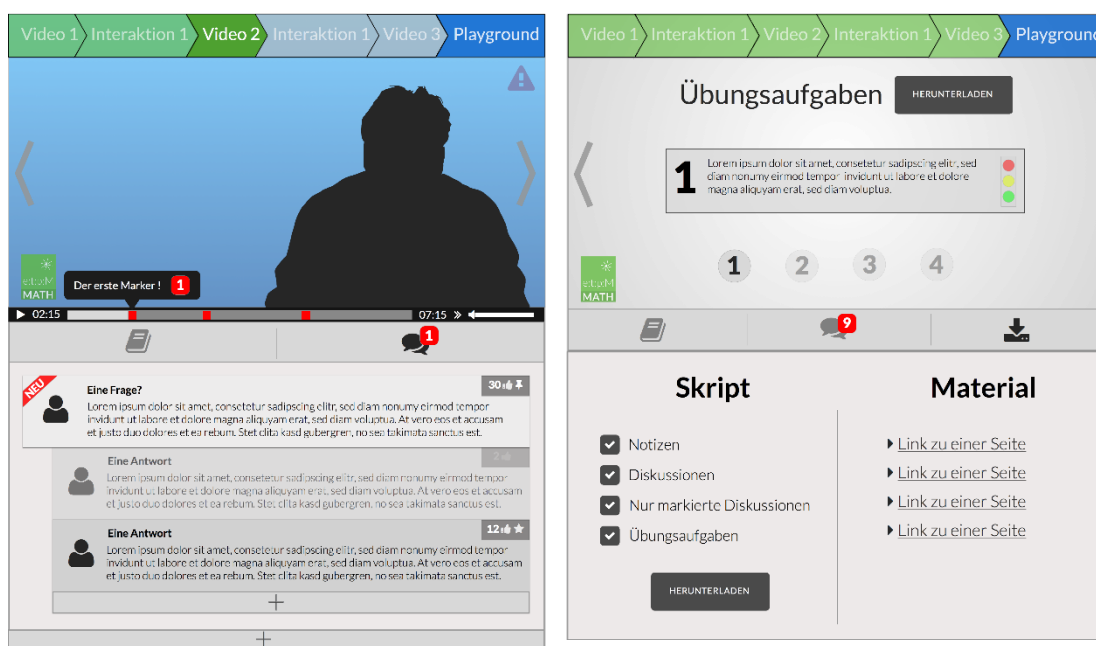 Video 1
Interaktion 1
Video 2
Interaktion 1
Video 3
Playground
MATH
Der erste Marker !
1
02:15
07:15
1
NEU
Eine Frage?
30
Lorem ipsum dolor sit amet, consetetur sadipscing elitr, sed diam nonumy eirmod tempor
invidunt ut labore et dolore magna aliquyam erat, sed diam voluptua. At vero eos et accusam
et justo duo dolores et ea rebum. Stet clita kasd gubergren, no sea takimata sanctus est.
Eine Antwort
2
Lorem ipsum dolor sit amet, consetetur sadipscing elitr, sed diam nonumy eirmod tempor
invidunt ut labore et dolore magna aliquyam erat, sed diam voluptua. At vero eos et accusam
et justo duo dolores et ea rebum. Stet clita kasd gubergren, no sea takimata sanctus est.
Eine Antwort
12
Lorem ipsum dolor sit amet, consetetur sadipscing elitr, sed diam nonumy eirmod tempor
invidunt ut labore et dolore magna aliquyam erat, sed diam voluptua. At vero eos et accusam
et justo duo dolores et ea rebum. Stet clita kasd gubergren, no sea takimata sanctus est.
+
+
Video 1
Interaktion 1
Video 2
Interaktion 1
Video 3
Playground
Übungsaufgaben
HERUNTERLADEN
1
Lorem ipsum dolor sit amet, consetetur sadipscing elitr, sed
diam nonumy eirmod tempor invidunt ut labore et dolore
magna aliquyam erat, sed diam voluptua.
1
2
3
4
MATH
9
Skript
Notizen
Diskussionen
Nur markierte Diskussionen
Übungsaufgaben
HERUNTERLADEN
Material
Link zu einer Seite
Link zu einer Seite
Link zu einer Seite
Link zu einer Seite